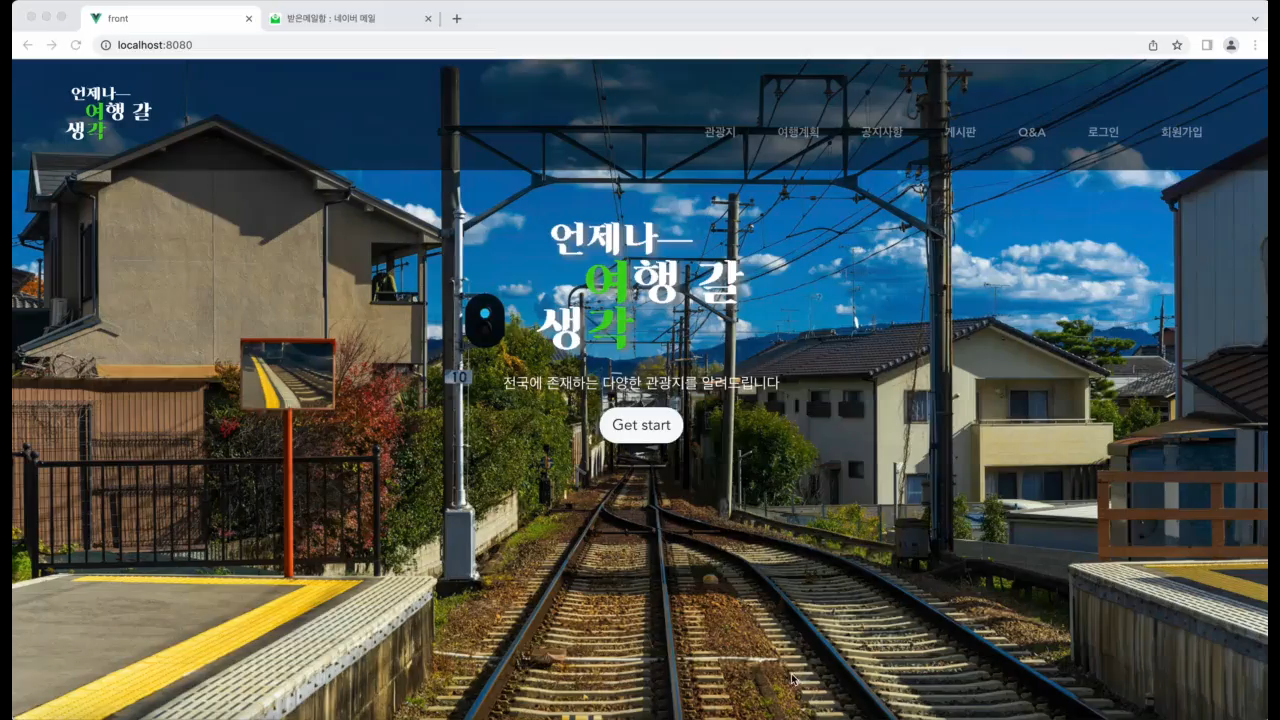 front
받은메일함 : 네이버 메일
localhost:8080
언제나
여행 갈
생각
관광지 여행계획 공지사항 게시판 Q&A 로그인 회원가입
언제나
여행 갈
생각
10
전국에 존재하는 다양한 관광지를 알려드립니다
Get start